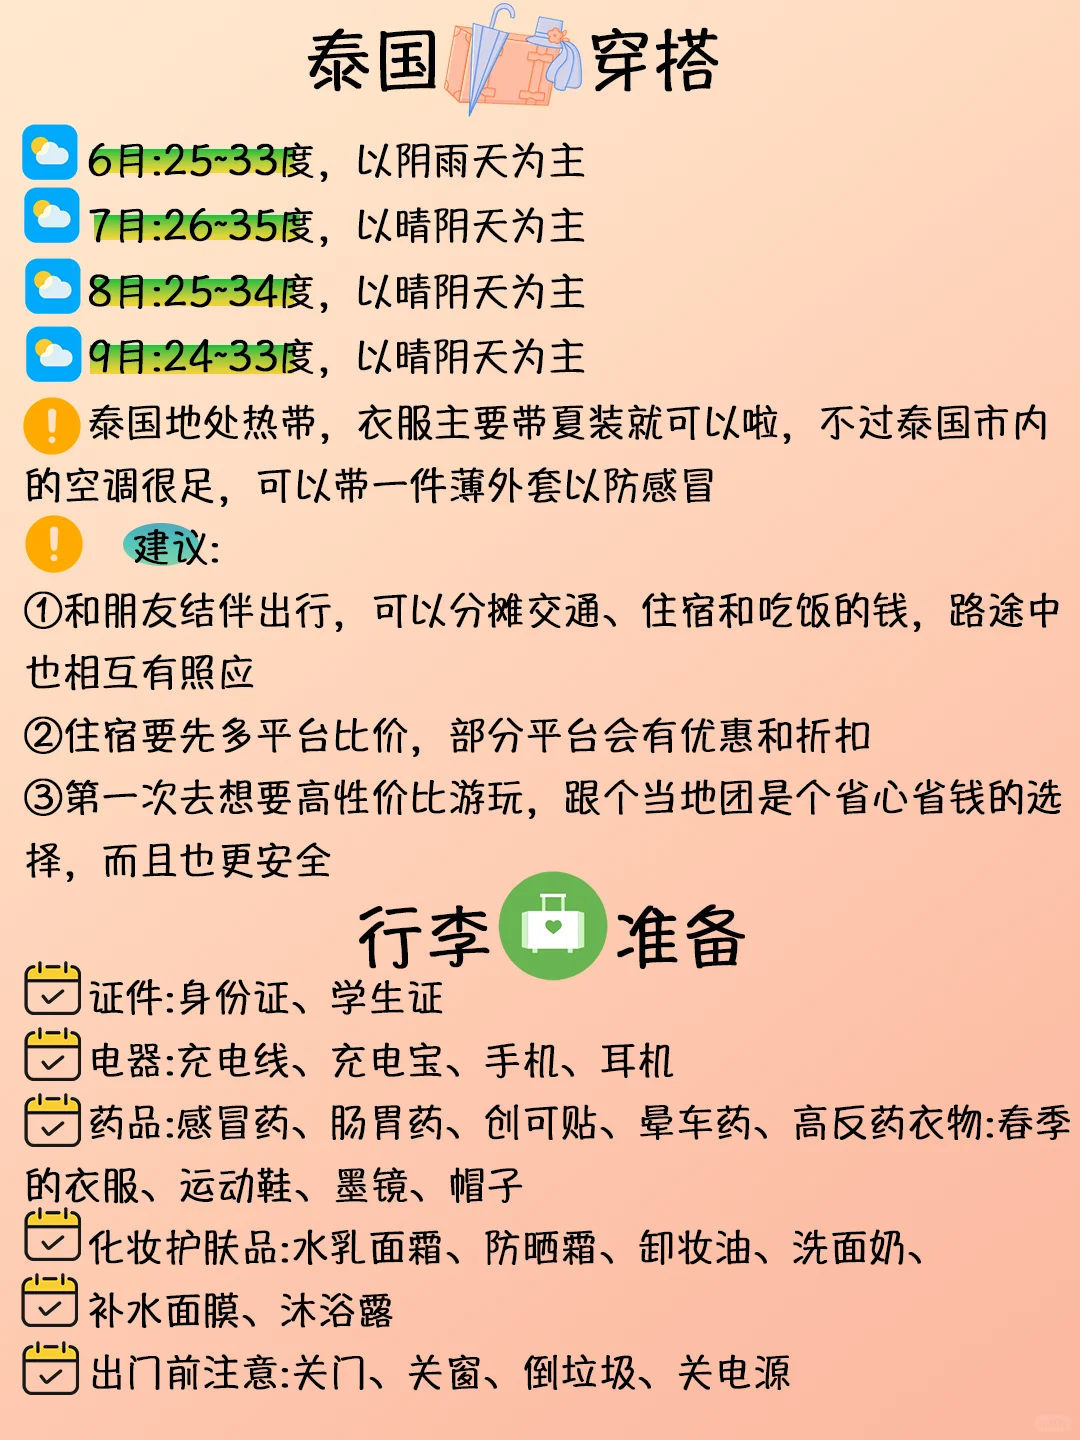 泰国穿搭
6月:25~33度，以阴雨天为主
7月:26~35度，以晴阴天为主
8月:25~34度，以晴阴天为主
9月:24~33度，以晴阴天为主
泰国地处热带，衣服主要带夏装就可以啦，不过泰国市内
的空调很足，可以带一件薄外套以防感冒
建议:
①和朋友结伴出行，可以分摊交通、住宿和吃饭的钱，路途中
也相互有照应
②住宿要先多平台比价，部分平台会有优惠和折扣
③第一次去想要高性价比游玩，跟个当地团是个省心省钱的选
择，而且也更安全
行李准备
证件:身份证、学生证
电器:充电线、充电宝、手机、耳机
药品:感冒药、肠胃药、创可贴、晕车药、高反药衣物:春季
的衣服、运动鞋、墨镜、帽子
化妆护肤品:水乳面霜、防晒霜、卸妆油、洗面奶、
补水面膜、沐浴露
出门前注意:关门、关窗、倒垃圾、关电源